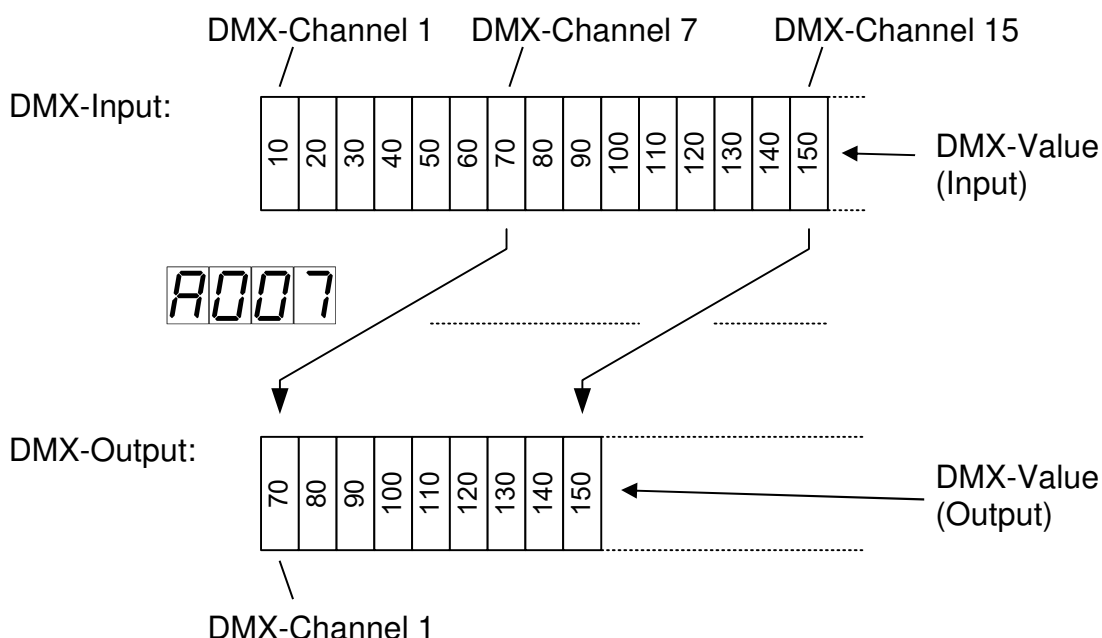 DMX-Channel 1 DMX-Channel 7 DMX-Channel 15
DMX-Input:
10 20 30 40 50 60 70 80 90 100 110 120 130 140 150
DMX-Value
(Input)
A007
DMX-Output:
70 80 90 100 110 120 130 140 150
DMX-Value
(Output)
DMX-Channel 1